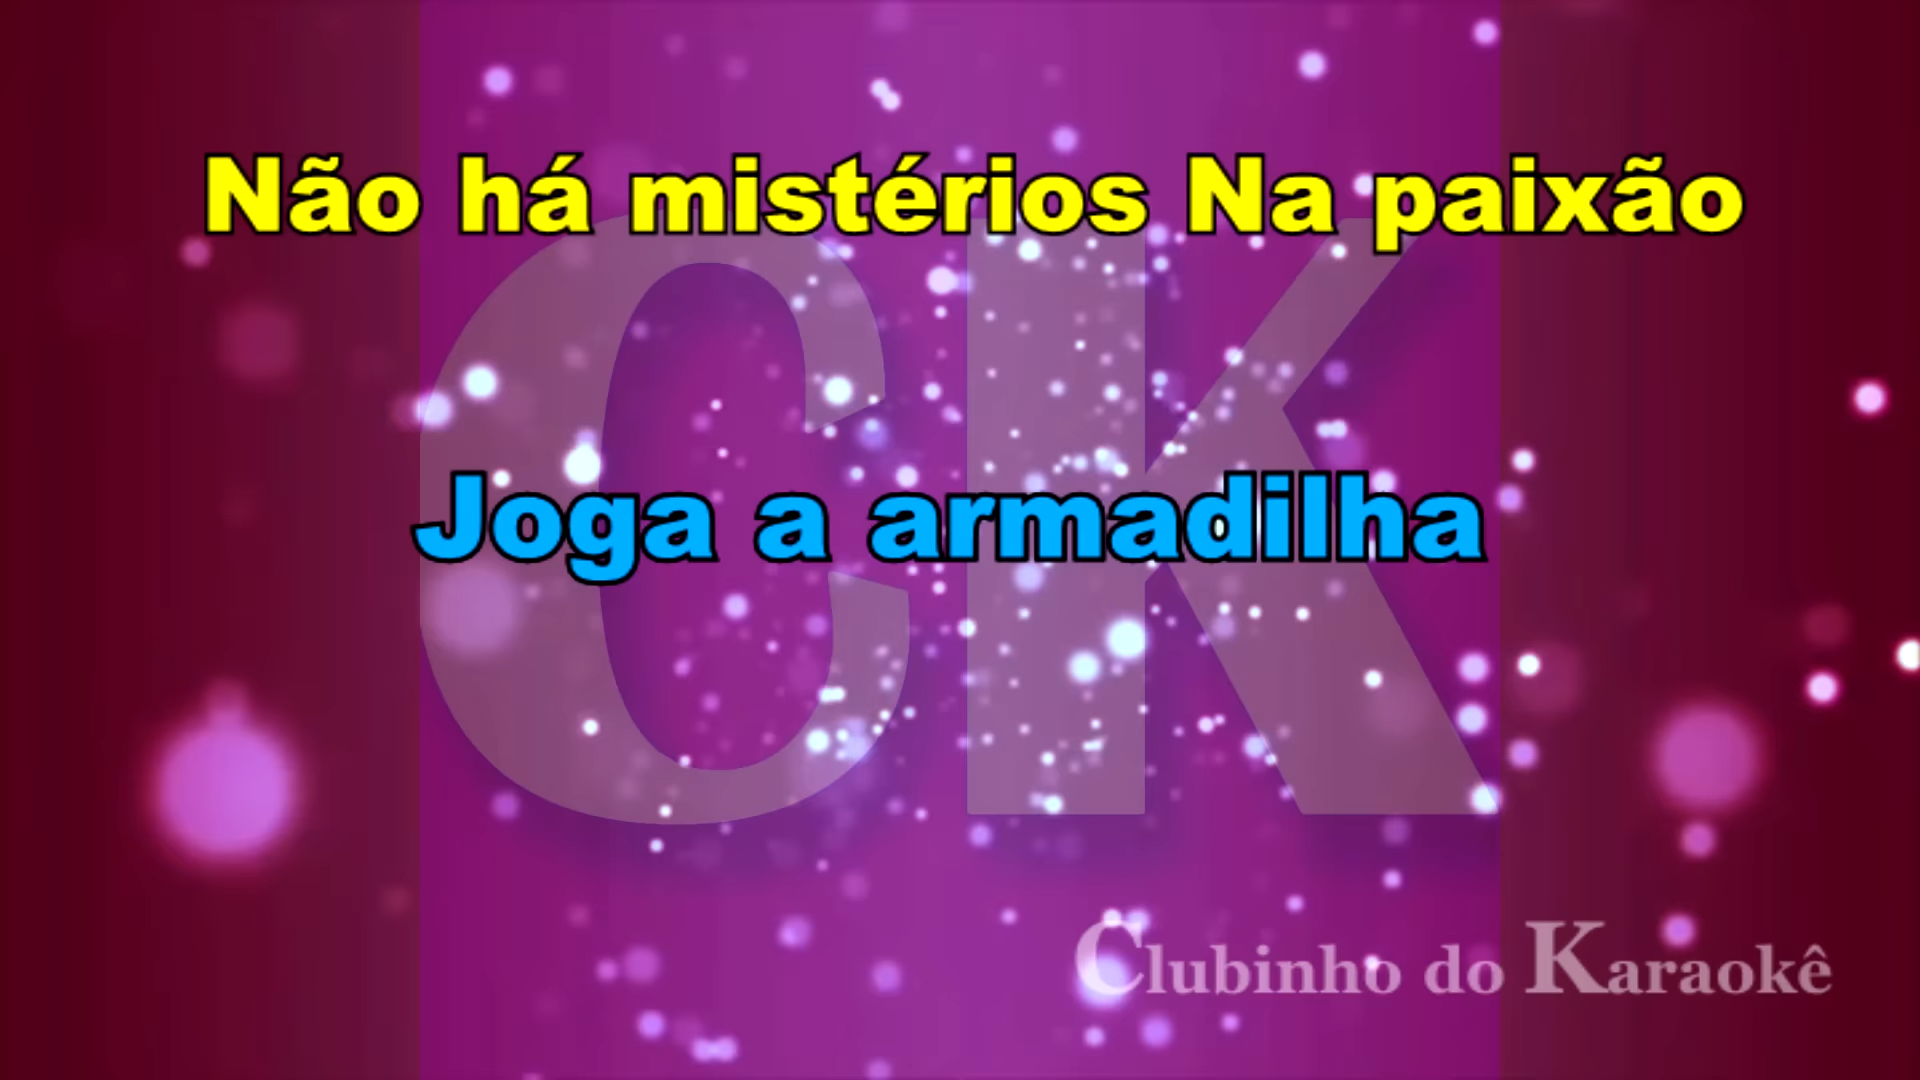 Não há mistérios Na paixão
CK
Joga a armadilha
Clubinho do Karaokê